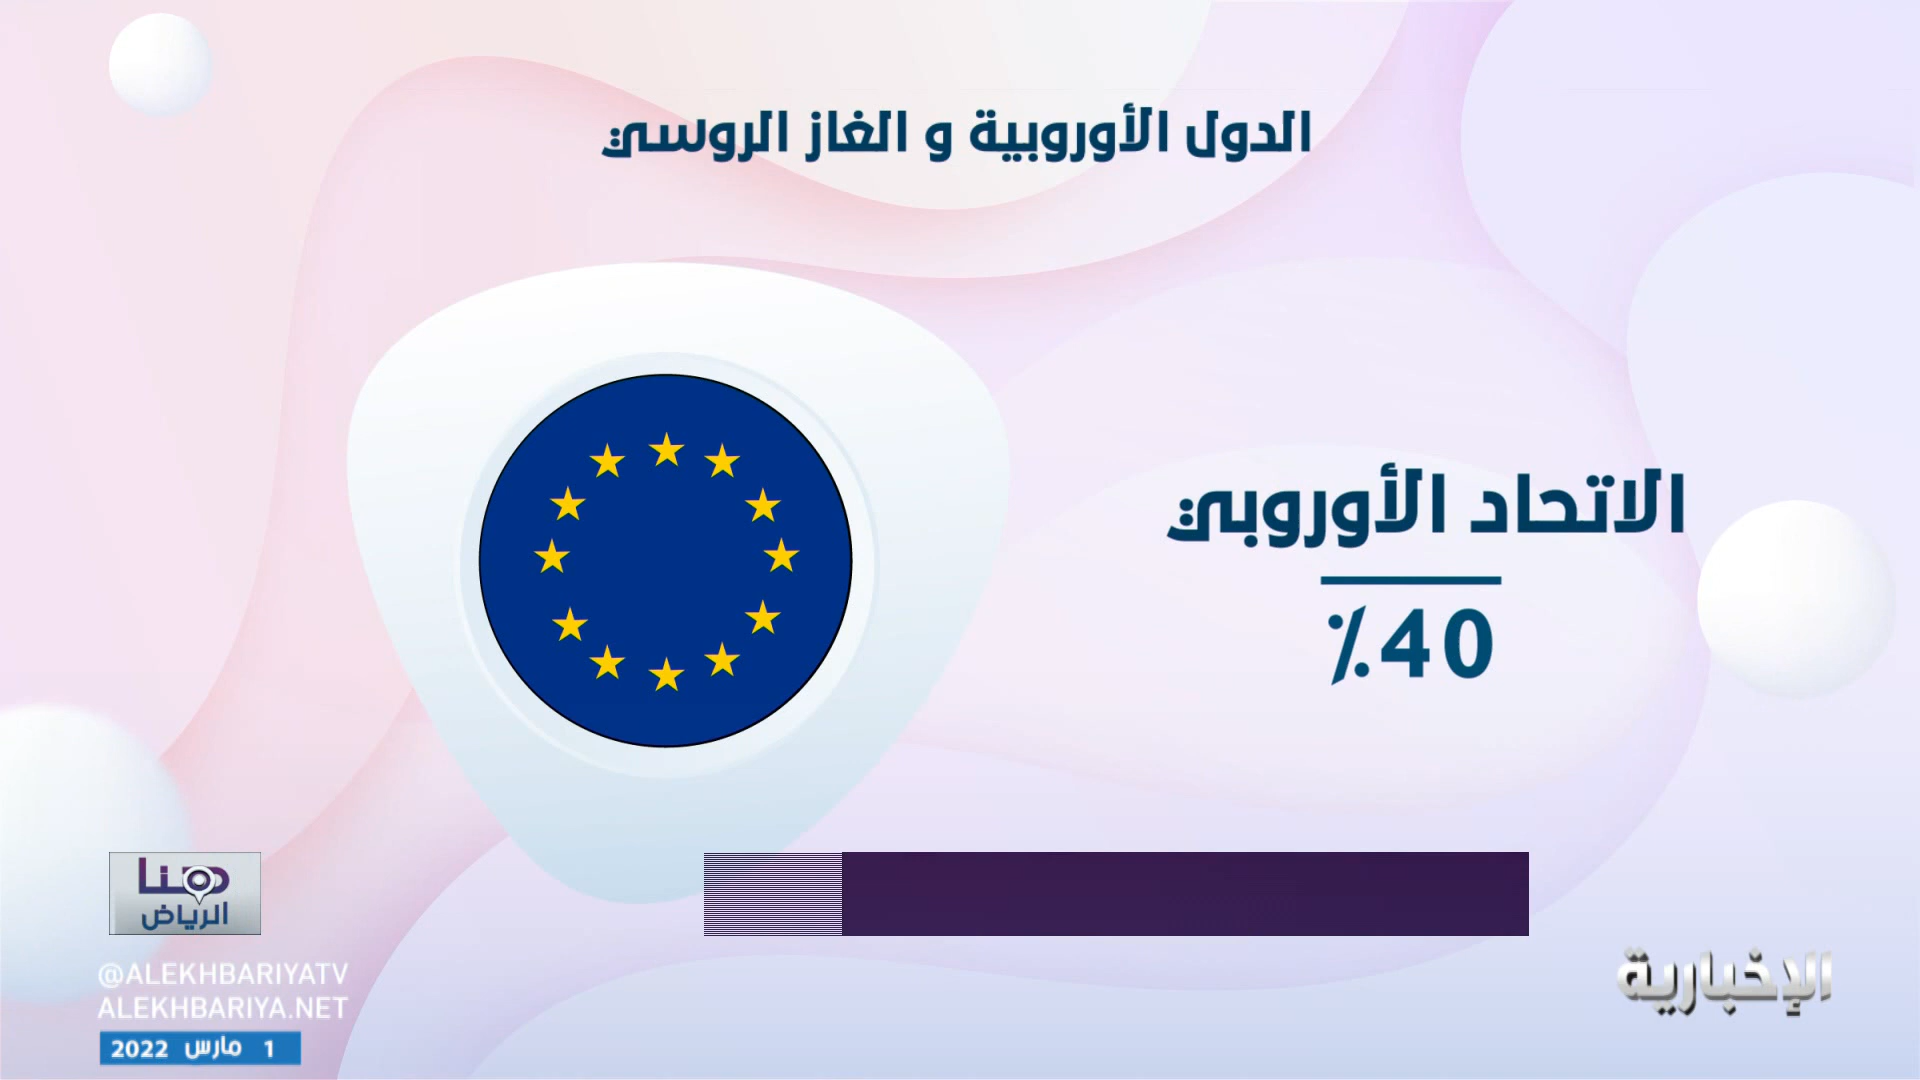 الدول الأوروبية و الغاز الروسي
الاتحاد الأوروبي
40٪
هنا
الرياض
@ALEKHBARIYATV
ALEKHBARIYA.NET
1 مارس 2022
الإخبارية